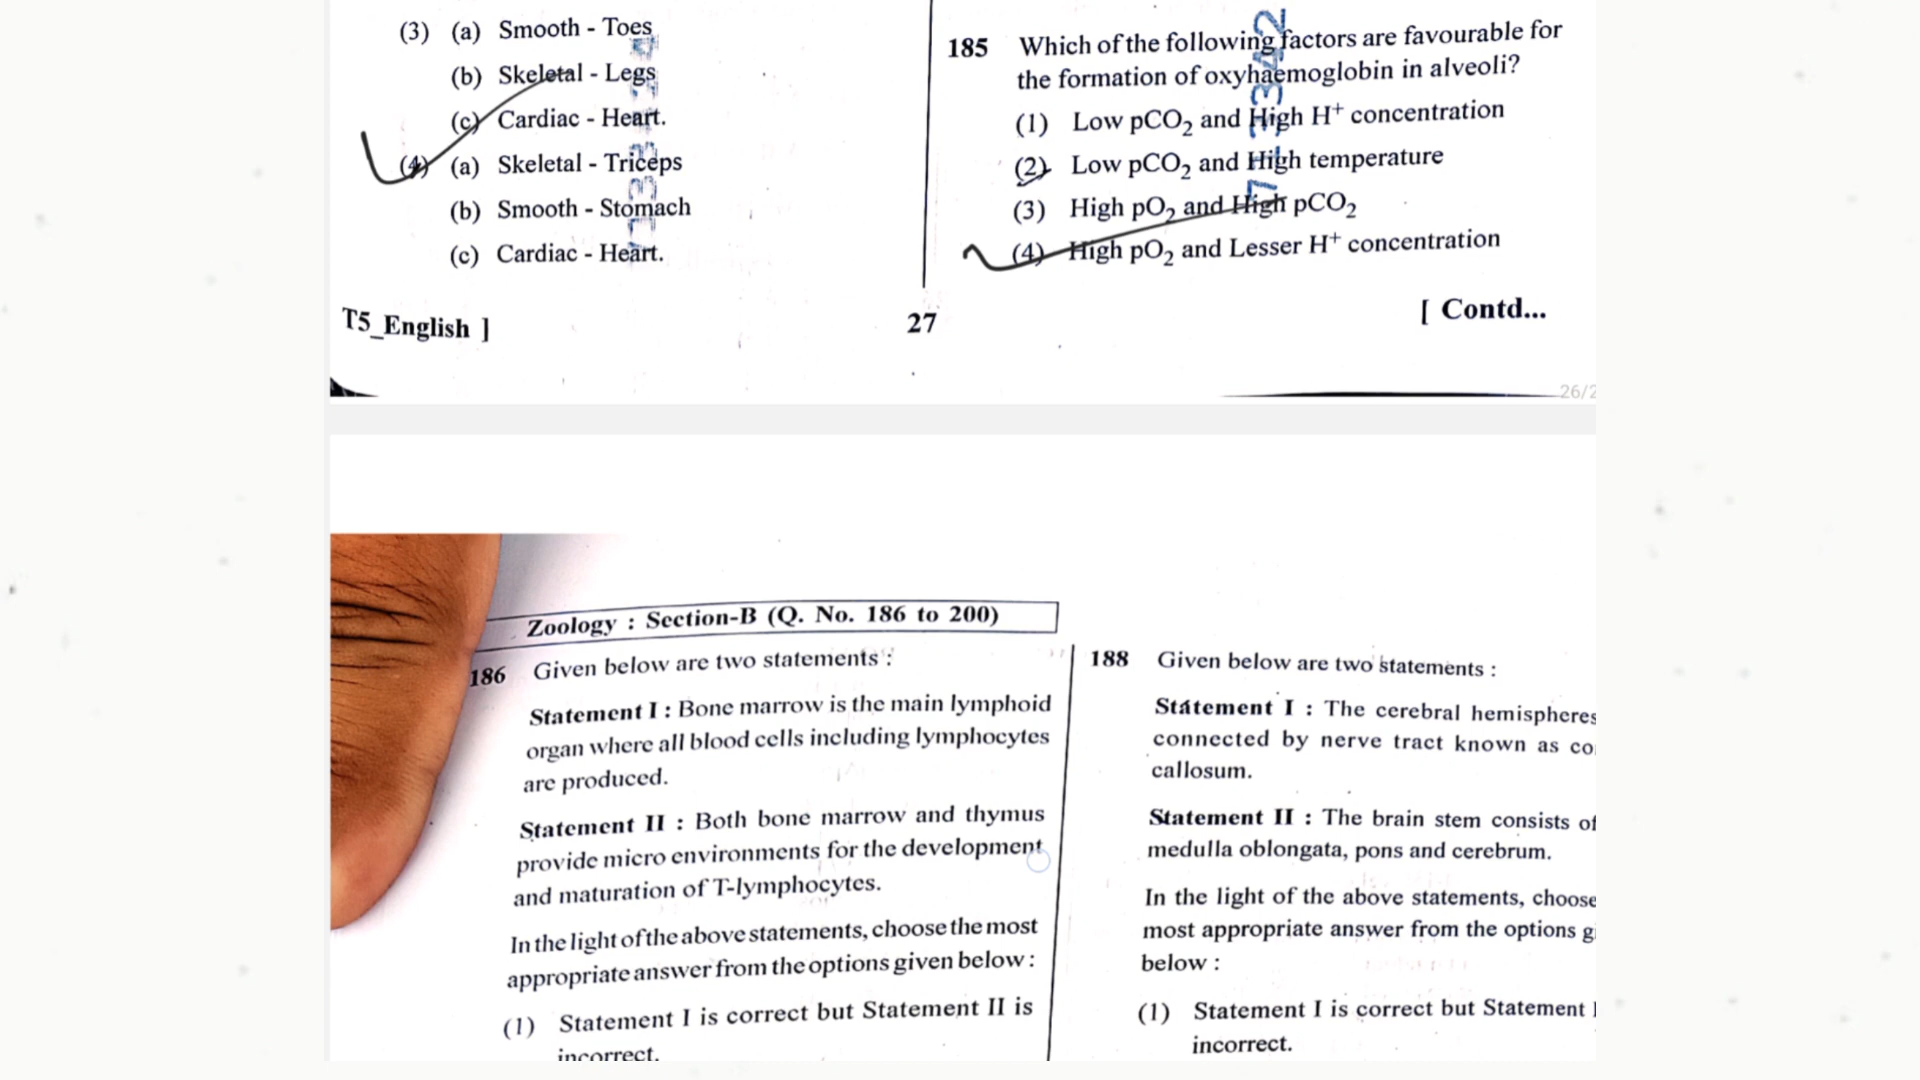 (3) (a) Smooth - Toes
(b) Skeletal - Legs
(c) Cardiac - Heart.
(4) (a) Skeletal - Triceps
(b) Smooth - Stomach
(c) Cardiac - Heart.
185 Which of the following factors are favourable for
the formation of oxyhaemoglobin in alveoli?
(1) Low pCO₂ and High H⁺ concentration
(2) Low pCO₂ and High temperature
(3) High pO₂ and High pCO₂
(4) High pO₂ and Lesser H⁺ concentration
T5_English ]
27
[ Contd...
26/2
Zoology : Section-B (Q. No. 186 to 200)
186 Given below are two statements :
Statement I : Bone marrow is the main lymphoid
organ where all blood cells including lymphocytes
are produced.
Statement II : Both bone marrow and thymus
provide micro environments for the development
and maturation of T-lymphocytes.
In the light of the above statements, choose the most
appropriate answer from the options given below :
(1) Statement I is correct but Statement II is
incorrect.
188 Given below are two statements :
Statement I : The cerebral hemispheres
connected by nerve tract known as co
callosum.
Statement II : The brain stem consists of
medulla oblongata, pons and cerebrum.
In the light of the above statements, choose
most appropriate answer from the options g
below :
(1) Statement I is correct but Statement I
incorrect.